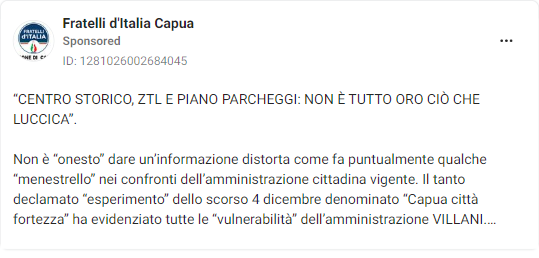 Fratelli d'Italia Capua
Sponsored
FRATELLI
d'ITALIA
ID: 1281026002684045
“CENTRO STORICO, ZTL E PIANO PARCHEGGI: NON È TUTTO ORO CIÒ CHE
LUCCICA”.
Non è “onesto” dare un’informazione distorta come fa puntualmente qualche
“menestrello” nei confronti dell’amministrazione cittadina vigente. Il tanto
declamato “esperimento” dello scorso 4 dicembre denominato “Capua città
fortezza” ha evidenziato tutte le “vulnerabilità” dell’amministrazione VILLANI....